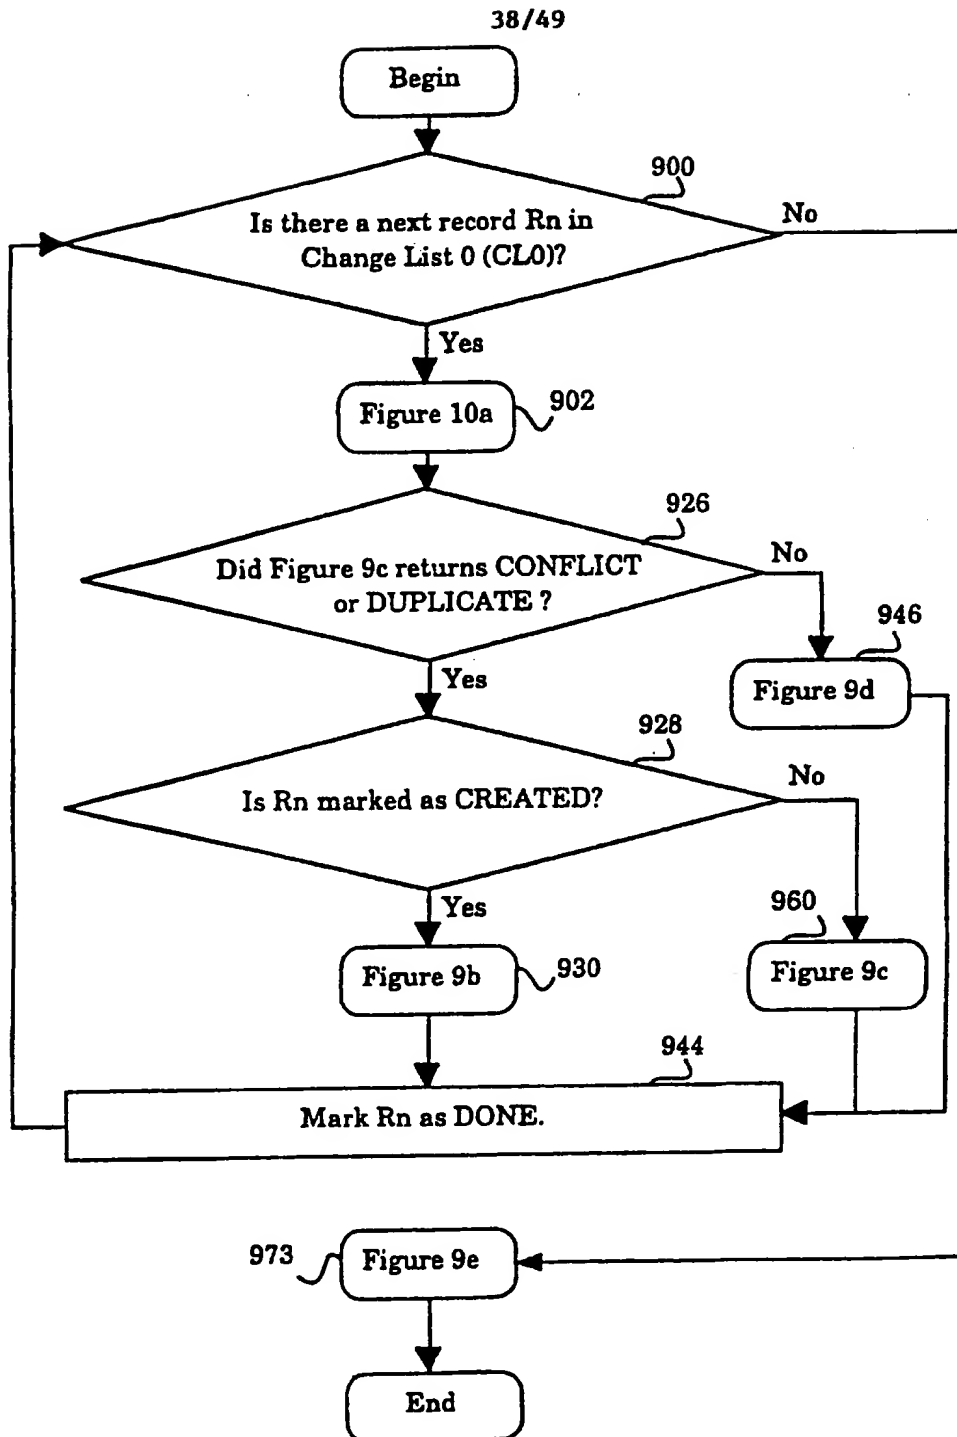 38/49
Begin
900
Is there a next record Rn in
Change List 0 (CL0)?
No
Yes
Figure 10a
902
926
Did Figure 9c returns CONFLICT
or DUPLICATE ?
No
946
Figure 9d
Yes
928
Is Rn marked as CREATED?
No
Yes
960
Figure 9b
930
Figure 9c
944
Mark Rn as DONE.
973
Figure 9e
End